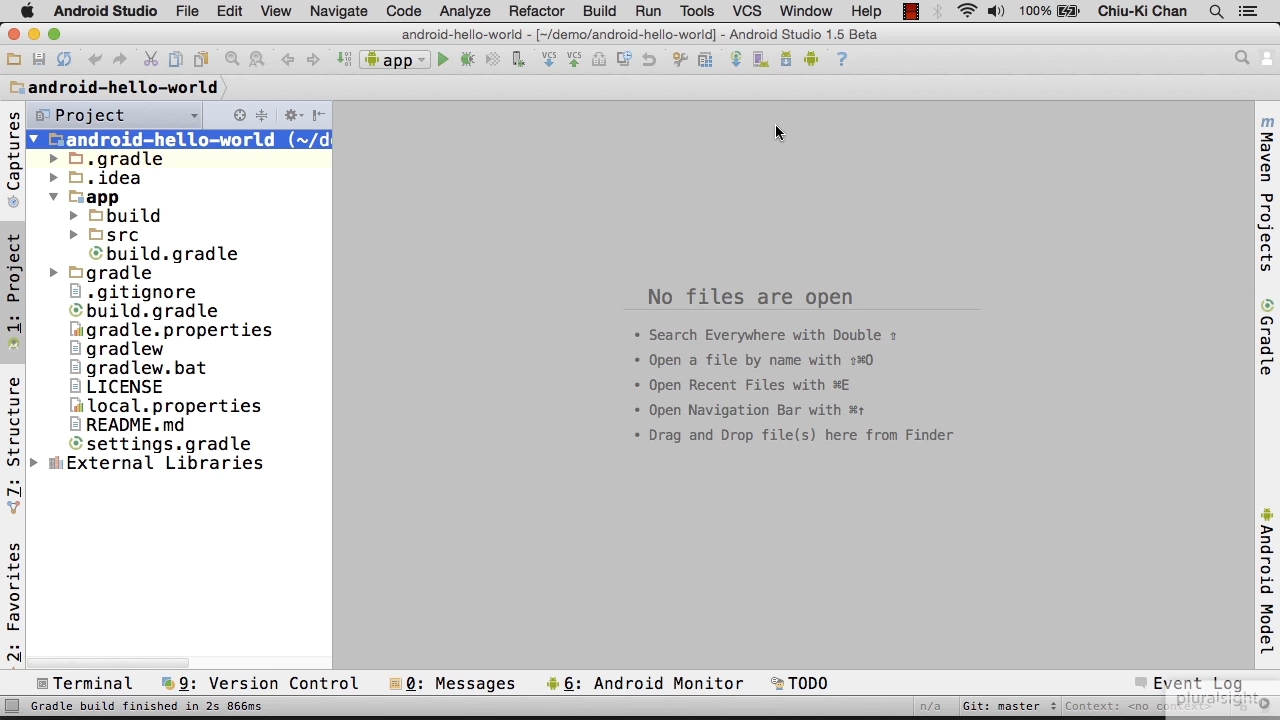 Android Studio File Edit View Navigate Code Analyze Refactor Build Run Tools VCS Window Help 100% Chiu-Ki Chan
android-hello-world - [~/demo/android-hello-world] - Android Studio 1.5 Beta
app
android-hello-world
Captures
1: Project
7: Structure
2: Favorites
Project
android-hello-world (~/de
.gradle
.idea
app
build
src
build.gradle
gradle
.gitignore
build.gradle
gradle.properties
gradlew
gradlew.bat
LICENSE
local.properties
README.md
settings.gradle
External Libraries
No files are open
• Search Everywhere with Double ⇧
• Open a file by name with ⇧⌘O
• Open Recent Files with ⌘E
• Open Navigation Bar with ⌘↑
• Drag and Drop file(s) here from Finder
Maven Projects
Gradle
Android Model
Terminal 9: Version Control 0: Messages 6: Android Monitor TODO Event Log
Gradle build finished in 2s 866ms n/a Git: master Context: <no context>
pluralsight